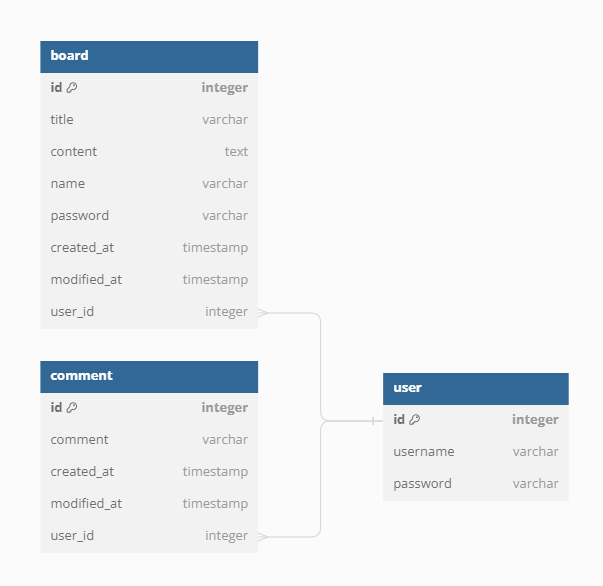 board
id integer
title varchar
content text
name varchar
password varchar
created_at timestamp
modified_at timestamp
user_id integer
comment
id integer
comment varchar
created_at timestamp
modified_at timestamp
user_id integer
user
id integer
username varchar
password varchar